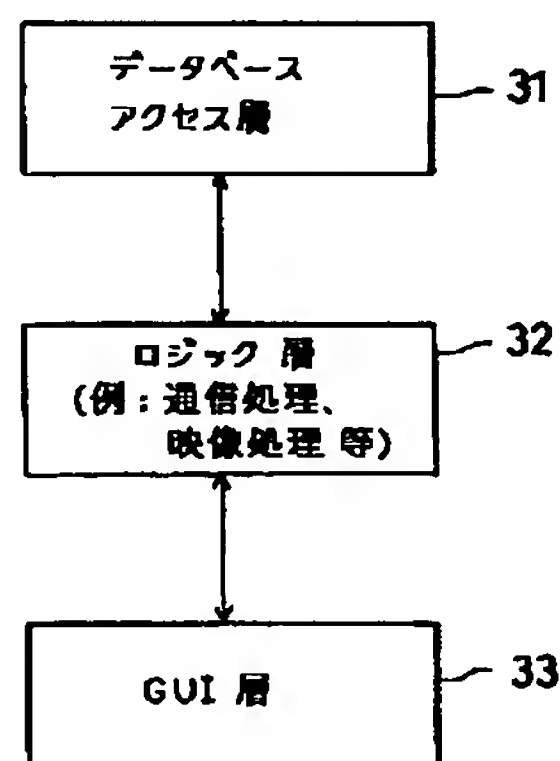 データベース
アクセス層
31
ロジック層
(例：通信処理、
映像処理 等)
32
GUI 層
33